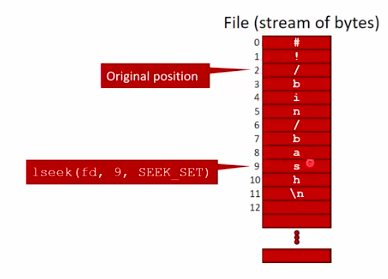 File (stream of bytes)
0 #
1 !
Original position
2 /
3 b
4 i
5 n
6 /
7 b
8 a
lseek(fd, 9, SEEK_SET)
9 s
10 h
11 \n
12